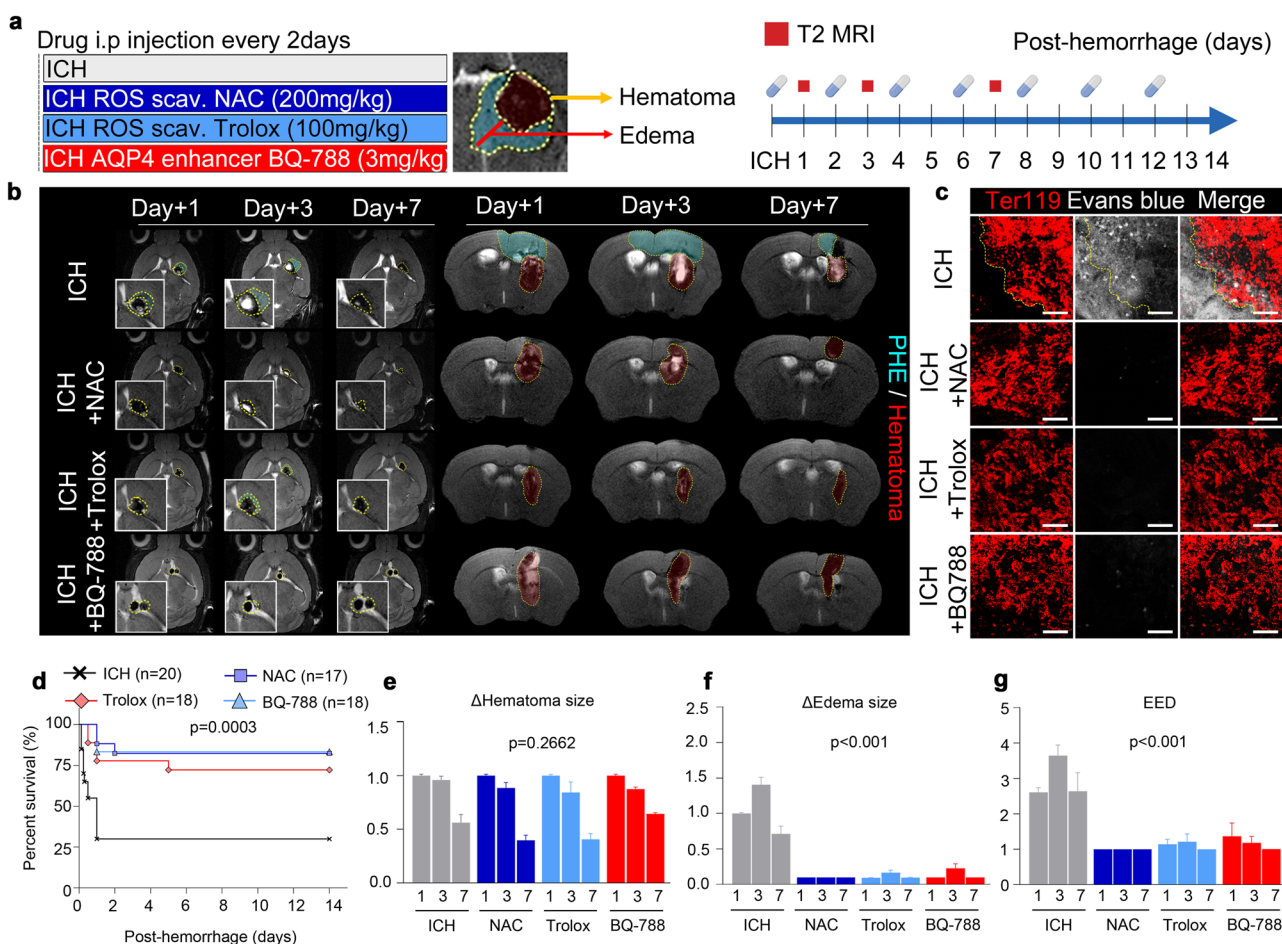 a
Drug i.p injection every 2days
ICH
ICH ROS scav. NAC (200mg/kg)
ICH ROS scav. Trolox (100mg/kg)
ICH AQP4 enhancer BQ-788 (3mg/kg)
Hematoma
Edema
T2 MRI
Post-hemorrhage (days)
ICH 1 2 3 4 5 6 7 8 9 10 11 12 13 14
b
Day+1 Day+3 Day+7 Day+1 Day+3 Day+7
ICH
ICH
+NAC
ICH
+Trolox
ICH
+BQ-788
PHE / Hematoma
c
Ter119 Evans blue Merge
ICH
ICH
+NAC
ICH
+Trolox
ICH
+BQ788
d
ICH (n=20) NAC (n=17)
Trolox (n=18) BQ-788 (n=18)
p=0.0003
Percent survival (%)
100
75
50
25
0
0 2 4 6 8 10 12 14
Post-hemorrhage (days)
e
ΔHematoma size
p=0.2662
1.0
0.5
0.0
1 3 7 1 3 7 1 3 7 1 3 7
ICH NAC Trolox BQ-788
f
ΔEdema size
p<0.001
2.5
2.0
1.5
1.0
0.5
0.1
1 3 7 1 3 7 1 3 7 1 3 7
ICH NAC Trolox BQ-788
g
EED
p<0.001
5
4
3
2
1
0
1 3 7 1 3 7 1 3 7 1 3 7
ICH NAC Trolox BQ-788